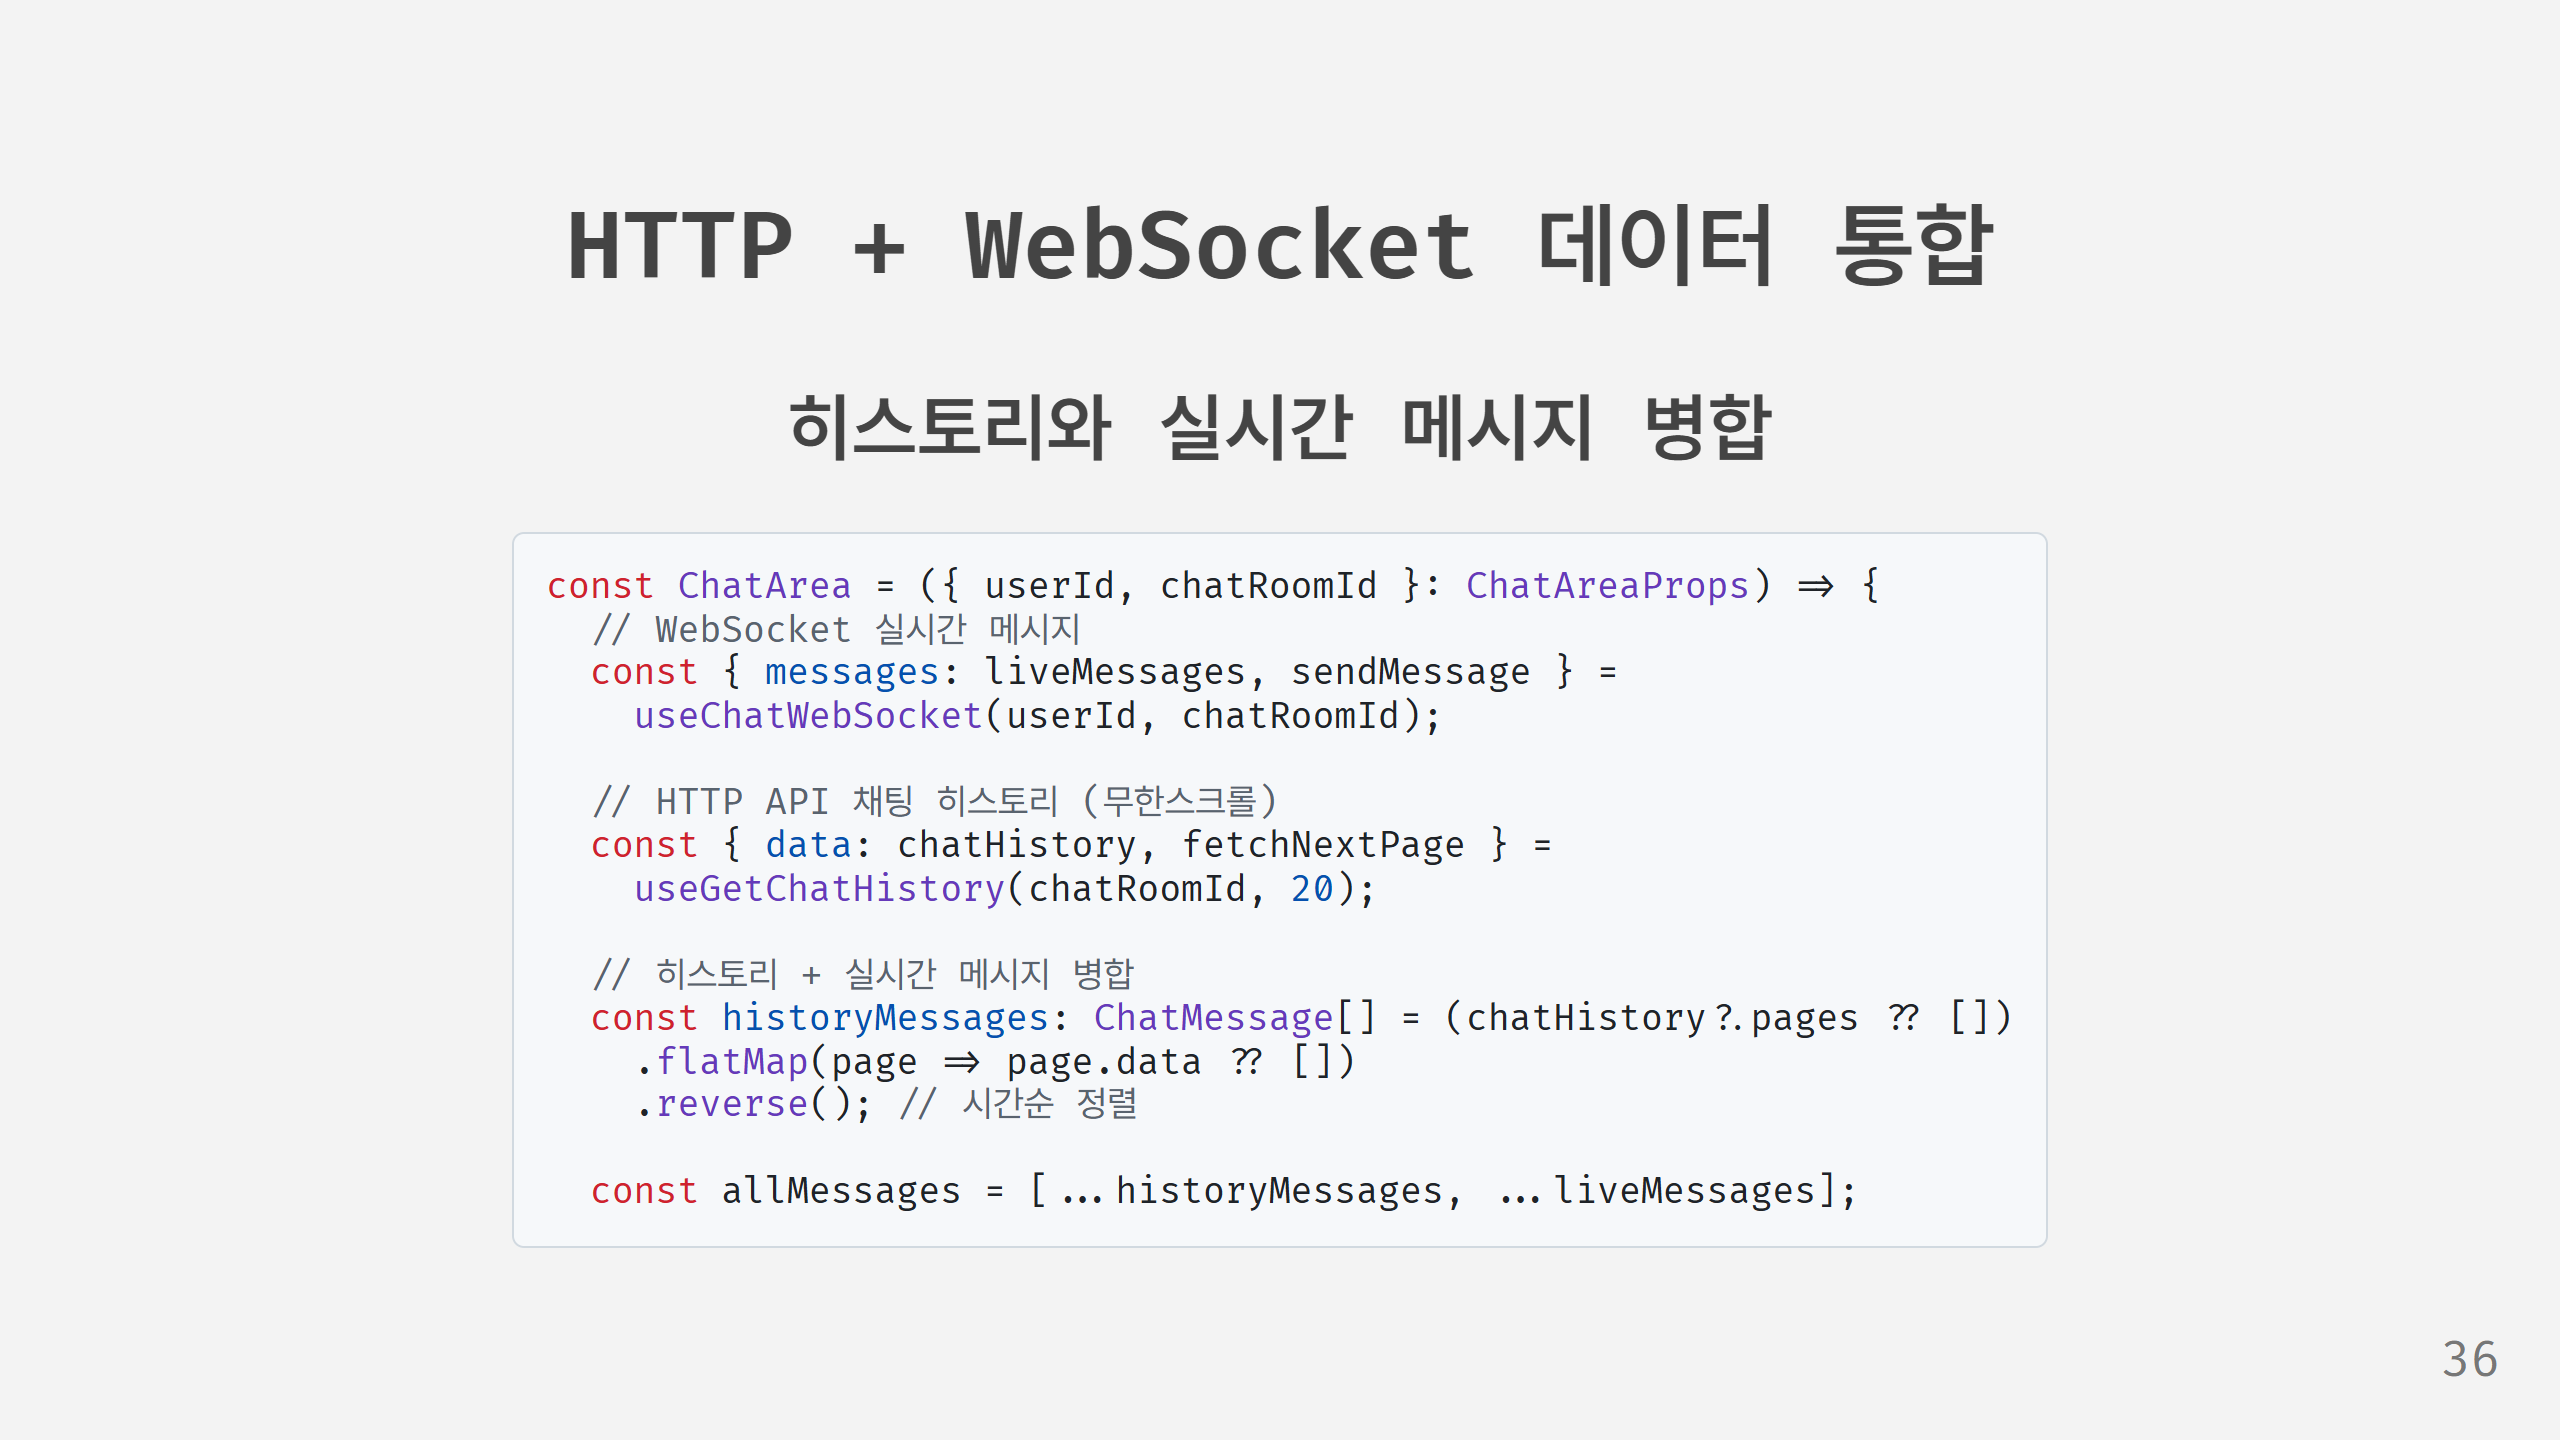 HTTP + WebSocket 데이터 통합
히스토리와 실시간 메시지 병합
const ChatArea = ({ userId, chatRoomId }: ChatAreaProps) => {
  // WebSocket 실시간 메시지
  const { messages: liveMessages, sendMessage } =
    useChatWebSocket(userId, chatRoomId);

  // HTTP API 채팅 히스토리 (무한스크롤)
  const { data: chatHistory, fetchNextPage } =
    useGetChatHistory(chatRoomId, 20);

  // 히스토리 + 실시간 메시지 병합
  const historyMessages: ChatMessage[] = (chatHistory?.pages ?? [])
    .flatMap(page => page.data ?? [])
    .reverse(); // 시간순 정렬

  const allMessages = [...historyMessages, ...liveMessages];
36